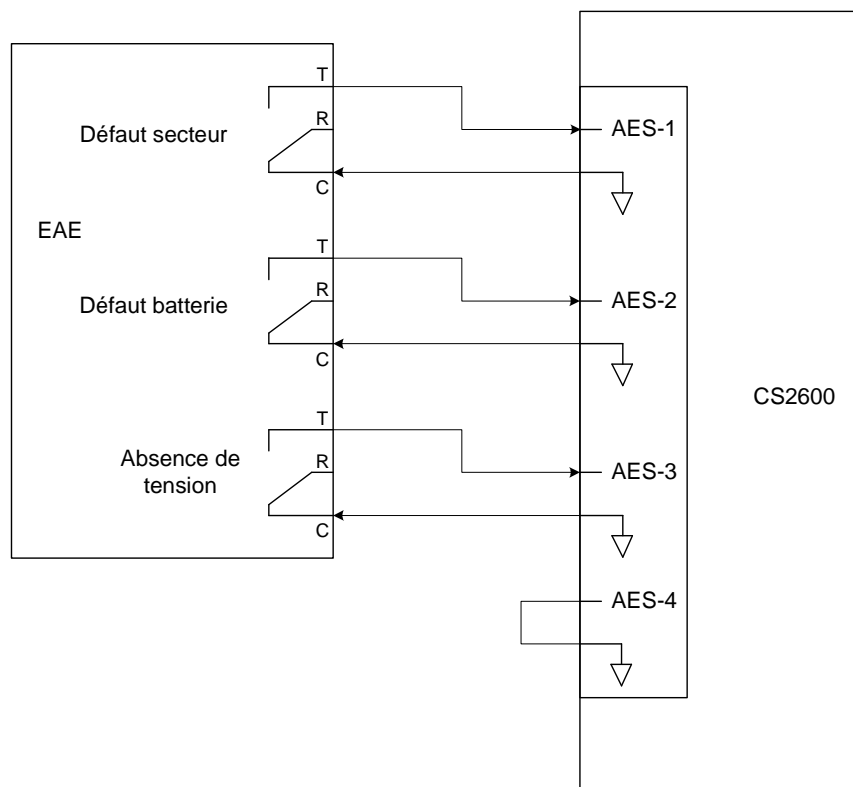 T
R
Défaut secteur
AES-1
C
EAE
T
R
Défaut batterie
AES-2
C
CS2600
T
R
Absence de
tension
AES-3
C
AES-4